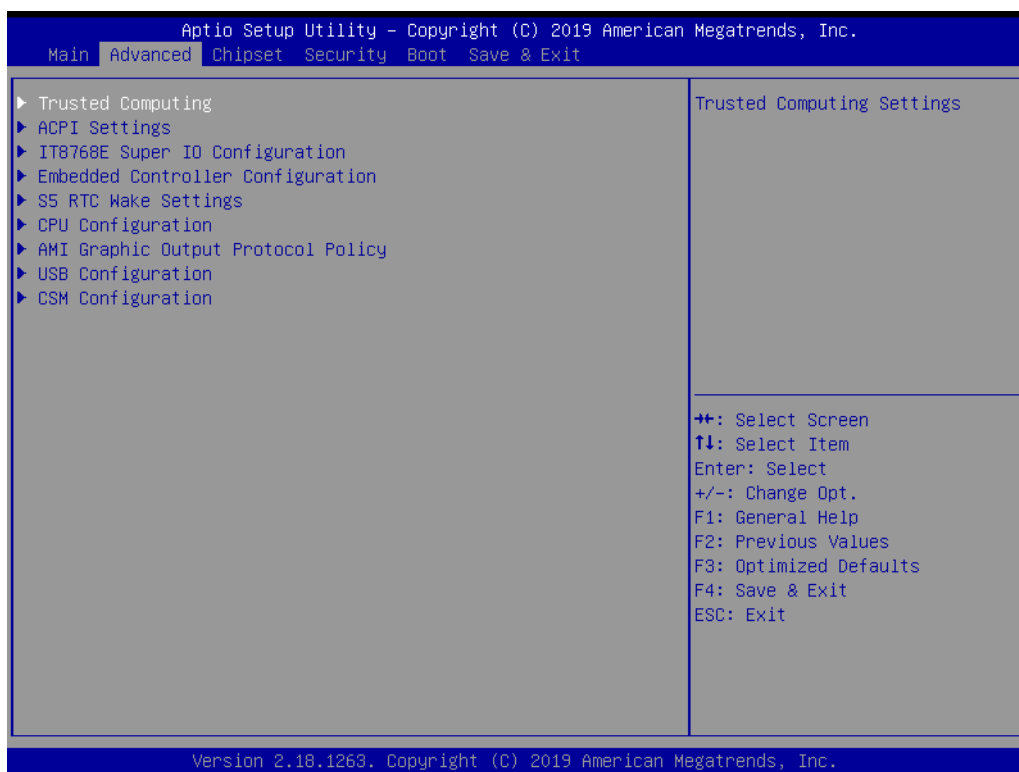 Aptio Setup Utility – Copyright (C) 2019 American Megatrends, Inc.
Main Advanced Chipset Security Boot Save & Exit
Trusted Computing
ACPI Settings
IT8768E Super IO Configuration
Embedded Controller Configuration
S5 RTC Wake Settings
CPU Configuration
AMI Graphic Output Protocol Policy
USB Configuration
CSM Configuration
Trusted Computing Settings
→←: Select Screen
↑↓: Select Item
Enter: Select
+/-: Change Opt.
F1: General Help
F2: Previous Values
F3: Optimized Defaults
F4: Save & Exit
ESC: Exit
Version 2.18.1263. Copyright (C) 2019 American Megatrends, Inc.